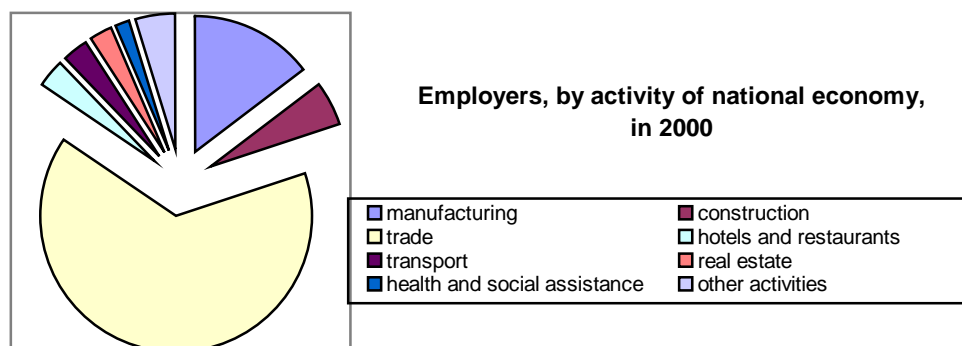 Employers, by activity of national economy,
in 2000
manufacturing
construction
trade
hotels and restaurants
transport
real estate
health and social assistance
other activities